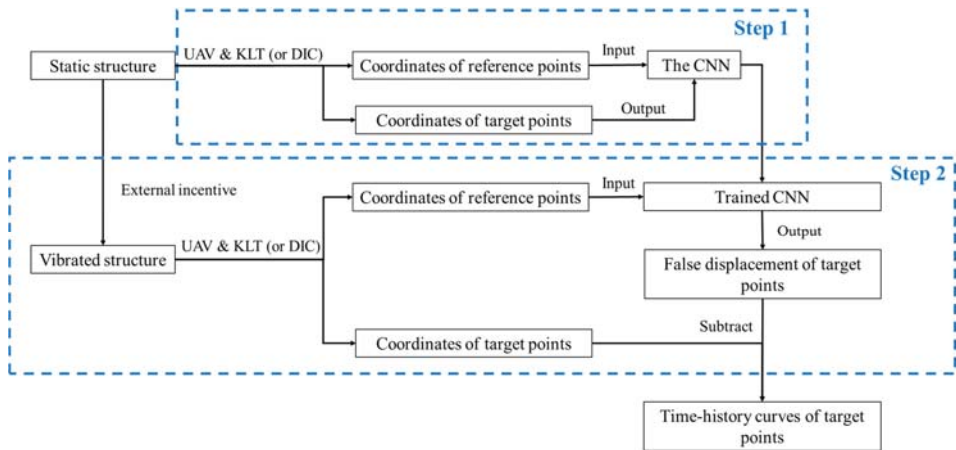 Step 1
UAV & KLT (or DIC)
Input
Static structure
Coordinates of reference points
The CNN
Output
Coordinates of target points
Step 2
External incentive
Input
Coordinates of reference points
Trained CNN
Output
UAV & KLT (or DIC)
Vibrated structure
False displacement of target
points
Subtract
Coordinates of target points
Time-history curves of target
points